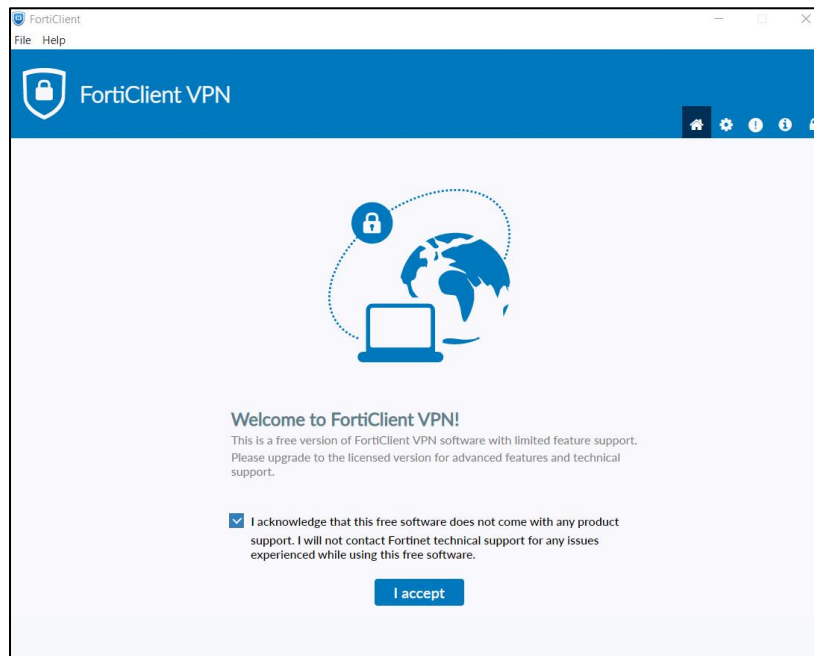 FortiClient
File Help
FortiClient VPN
Welcome to FortiClient VPN!
This is a free version of FortiClient VPN software with limited feature support.
Please upgrade to the licensed version for advanced features and technical
support.
I acknowledge that this free software does not come with any product
support. I will not contact Fortinet technical support for any issues
experienced while using this free software.
I accept